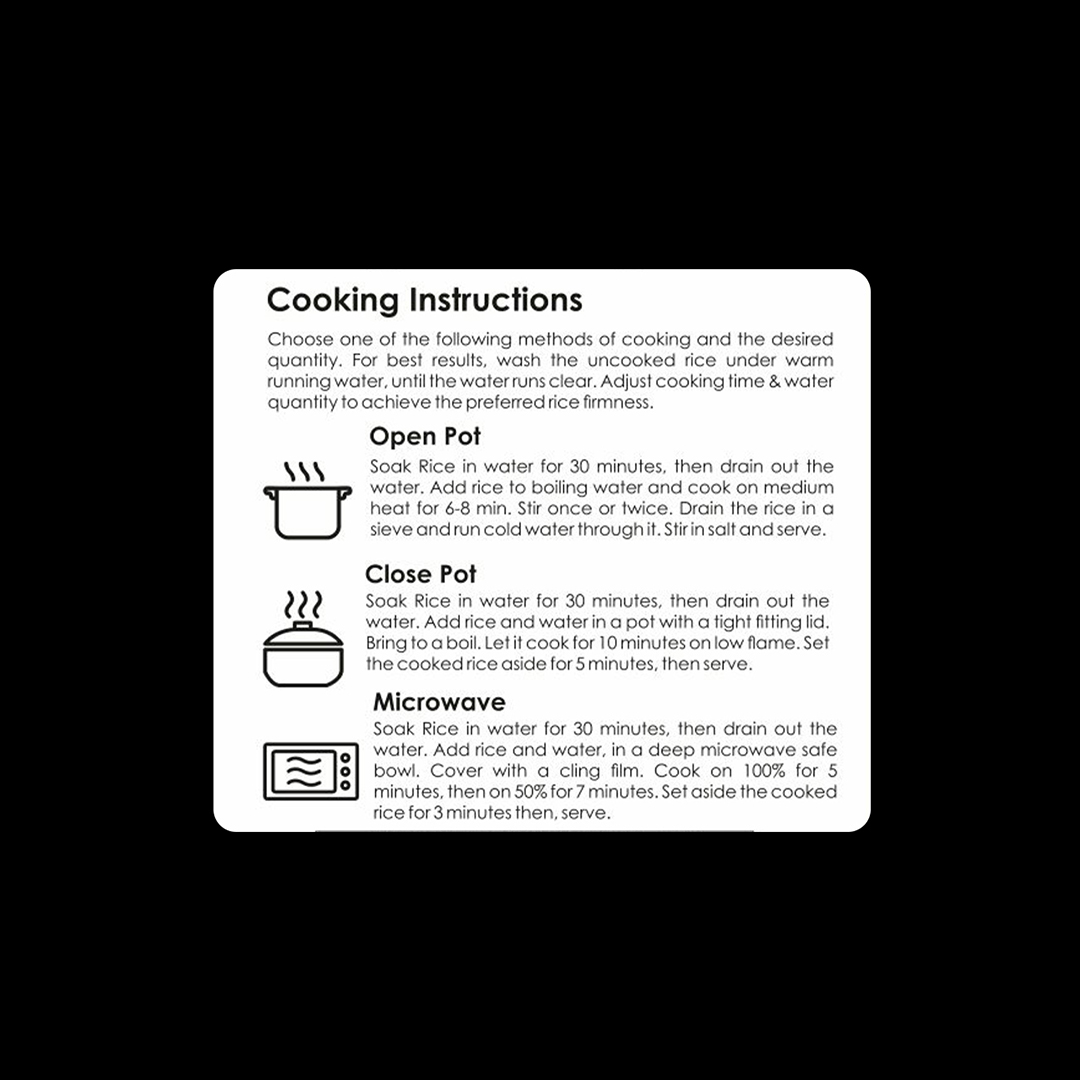 Cooking Instructions
Choose one of the following methods of cooking and the desired
quantity. For best results, wash the uncooked rice under warm
running water, until the water runs clear. Adjust cooking time & water
quantity to achieve the preferred rice firmness.
Open Pot
Soak Rice in water for 30 minutes, then drain out the
water. Add rice to boiling water and cook on medium
heat for 6-8 min. Stir once or twice. Drain the rice in a
sieve and run cold water through it. Stir in salt and serve.
Close Pot
Soak Rice in water for 30 minutes, then drain out the
water. Add rice and water in a pot with a tight fitting lid.
Bring to a boil. Let it cook for 10 minutes on low flame. Set
the cooked rice aside for 5 minutes, then serve.
Microwave
Soak Rice in water for 30 minutes, then drain out the
water. Add rice and water, in a deep microwave safe
bowl. Cover with a cling film. Cook on 100% for 5
minutes, then on 50% for 7 minutes. Set aside the cooked
rice for 3 minutes then, serve.